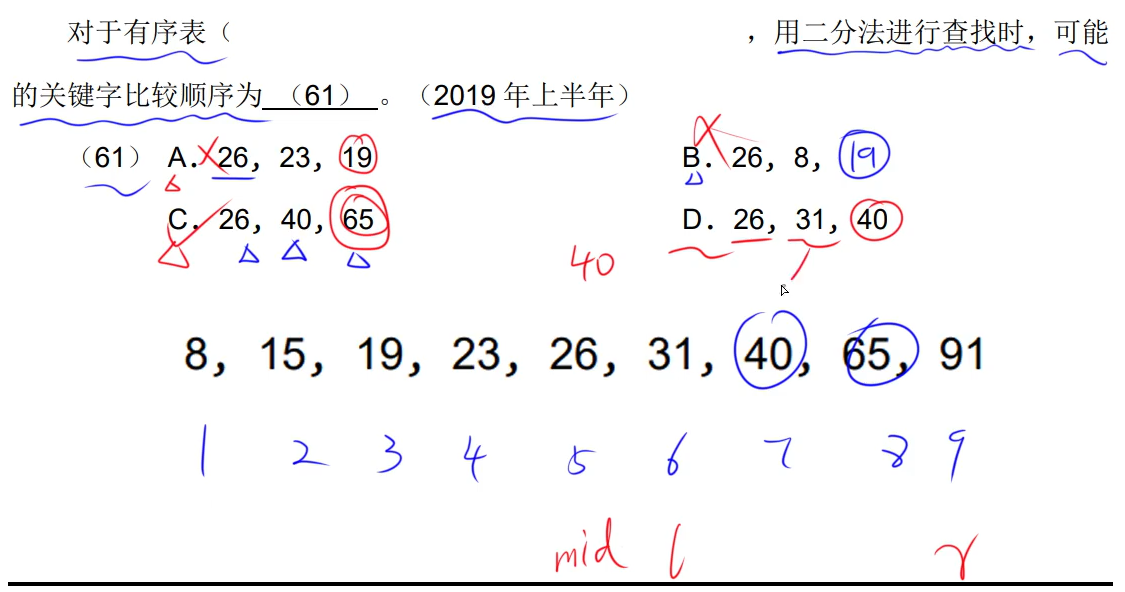 对于有序表（ ，用二分法进行查找时，可能
的关键字比较顺序为 （61） 。（2019 年上半年）
（61） A. 26, 23, 19 B. 26, 8, 19
C. 26, 40, 65 D. 26, 31, 40
40
8, 15, 19, 23, 26, 31, 40, 65, 91
1 2 3 4 5 6 7 8 9
mid l r